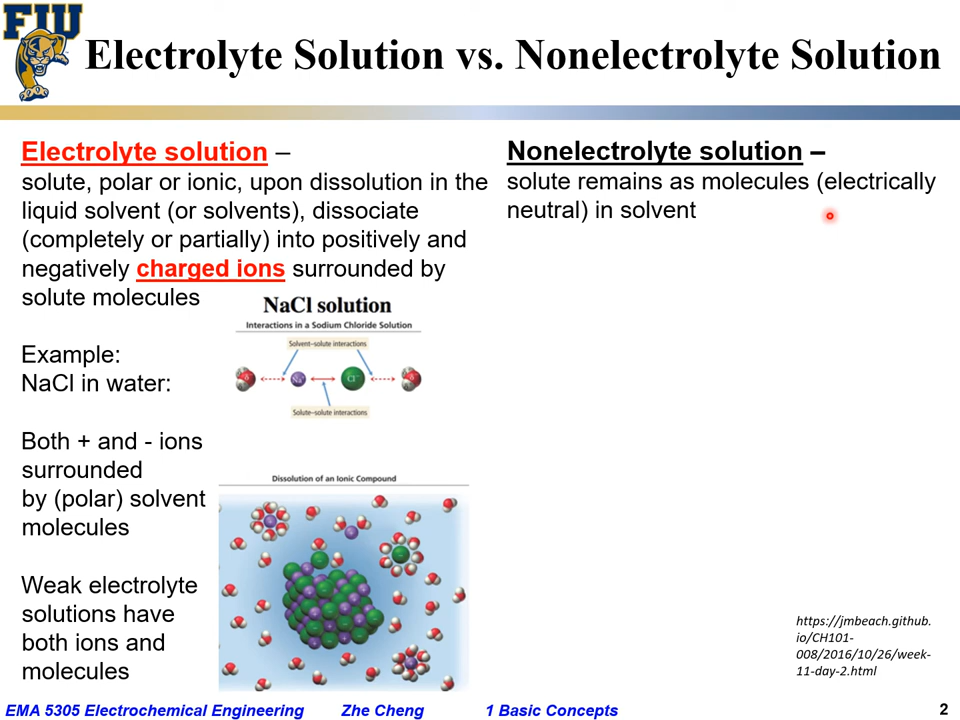 FIU
Electrolyte Solution vs. Nonelectrolyte Solution
Electrolyte solution –
solute, polar or ionic, upon dissolution in the
liquid solvent (or solvents), dissociate
(completely or partially) into positively and
negatively charged ions surrounded by
solute molecules
Example:
NaCl in water:
Both + and - ions
surrounded
by (polar) solvent
molecules
Weak electrolyte
solutions have
both ions and
molecules
NaCl solution
Interactions in a Sodium Chloride Solution
Solvent–solute interactions
Na+
Cl−
Solute–solute interactions
Dissolution of an Ionic Compound
Nonelectrolyte solution –
solute remains as molecules (electrically
neutral) in solvent
https://jmbeach.github.
io/CH101-
008/2016/10/26/week-
11-day-2.html
EMA 5305 Electrochemical Engineering Zhe Cheng 1 Basic Concepts 2